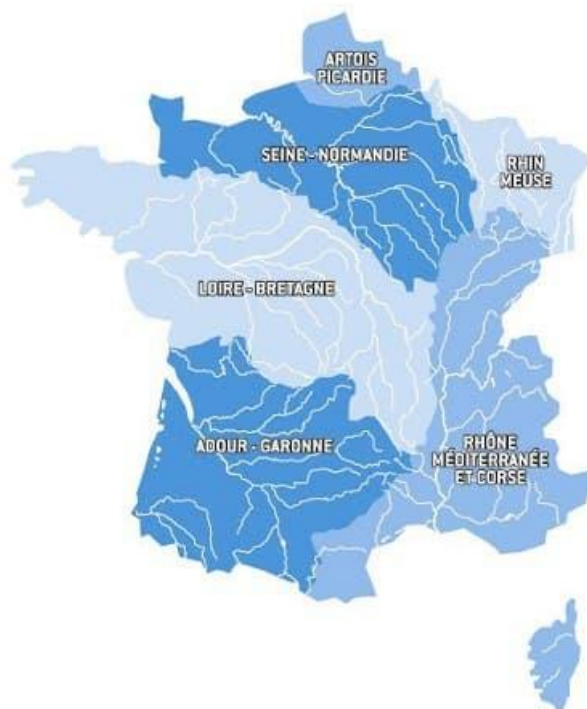 ARTOIS
PICARDIE
SEINE - NORMANDIE
RHIN
MEUSE
LOIRE - BRETAGNE
ADOUR - GARONNE
RHÔNE
MÉDITERRANÉE
ET CORSE